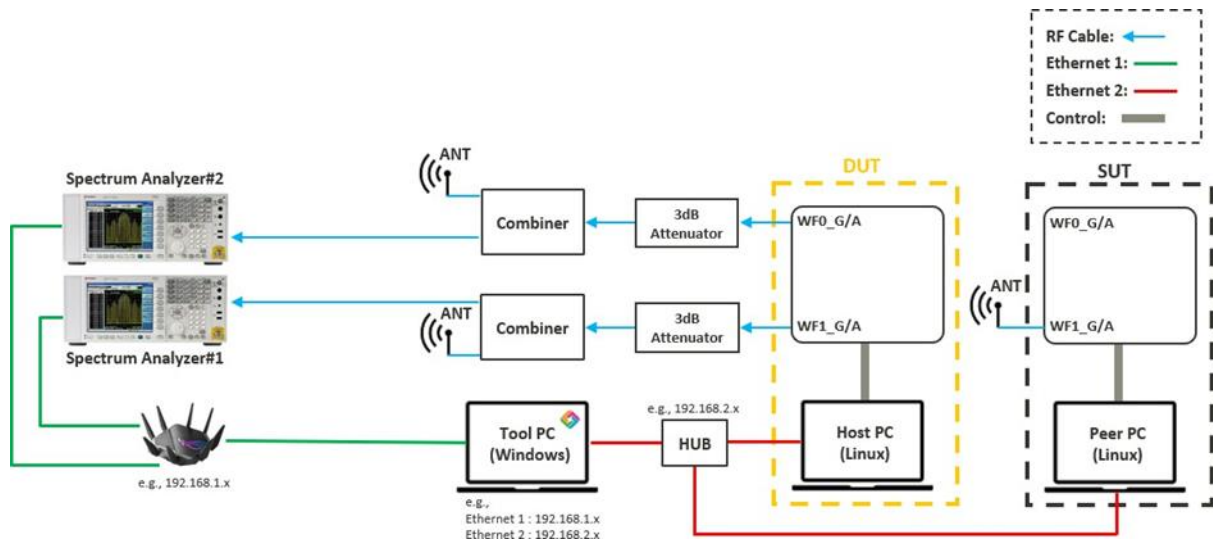 RF Cable:
Ethernet 1:
Ethernet 2:
Control:
ANT
DUT
SUT
Spectrum Analyzer#2
Combiner
3dB
Attenuator
WF0_G/A
WF0_G/A
ANT
Combiner
3dB
Attenuator
WF1_G/A
ANT
WF1_G/A
Spectrum Analyzer#1
e.g., 192.168.1.x
Tool PC
(Windows)
e.g., 192.168.2.x
HUB
Host PC
(Linux)
Peer PC
(Linux)
e.g.,
Ethernet 1 : 192.168.1.x
Ethernet 2 : 192.168.2.x